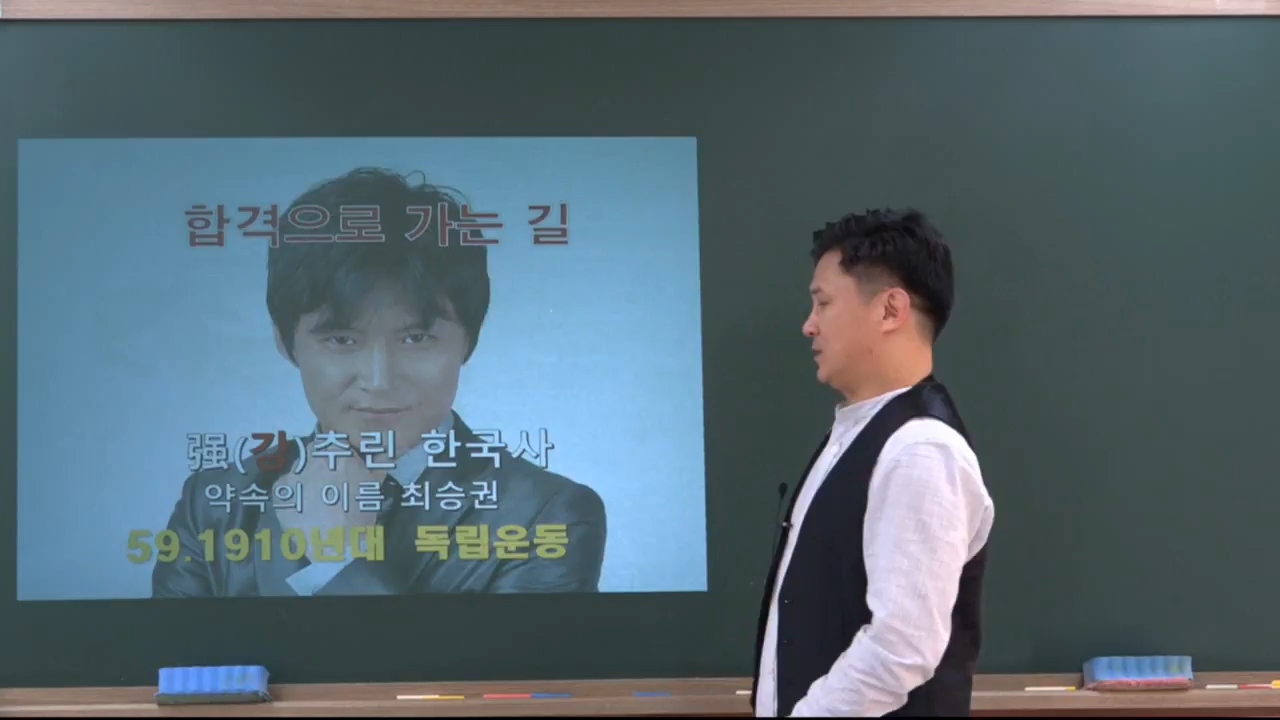 합격으로 가는 길
强(강)추린 한국사
약속의 이름 최승권
59.1910년대 독립운동